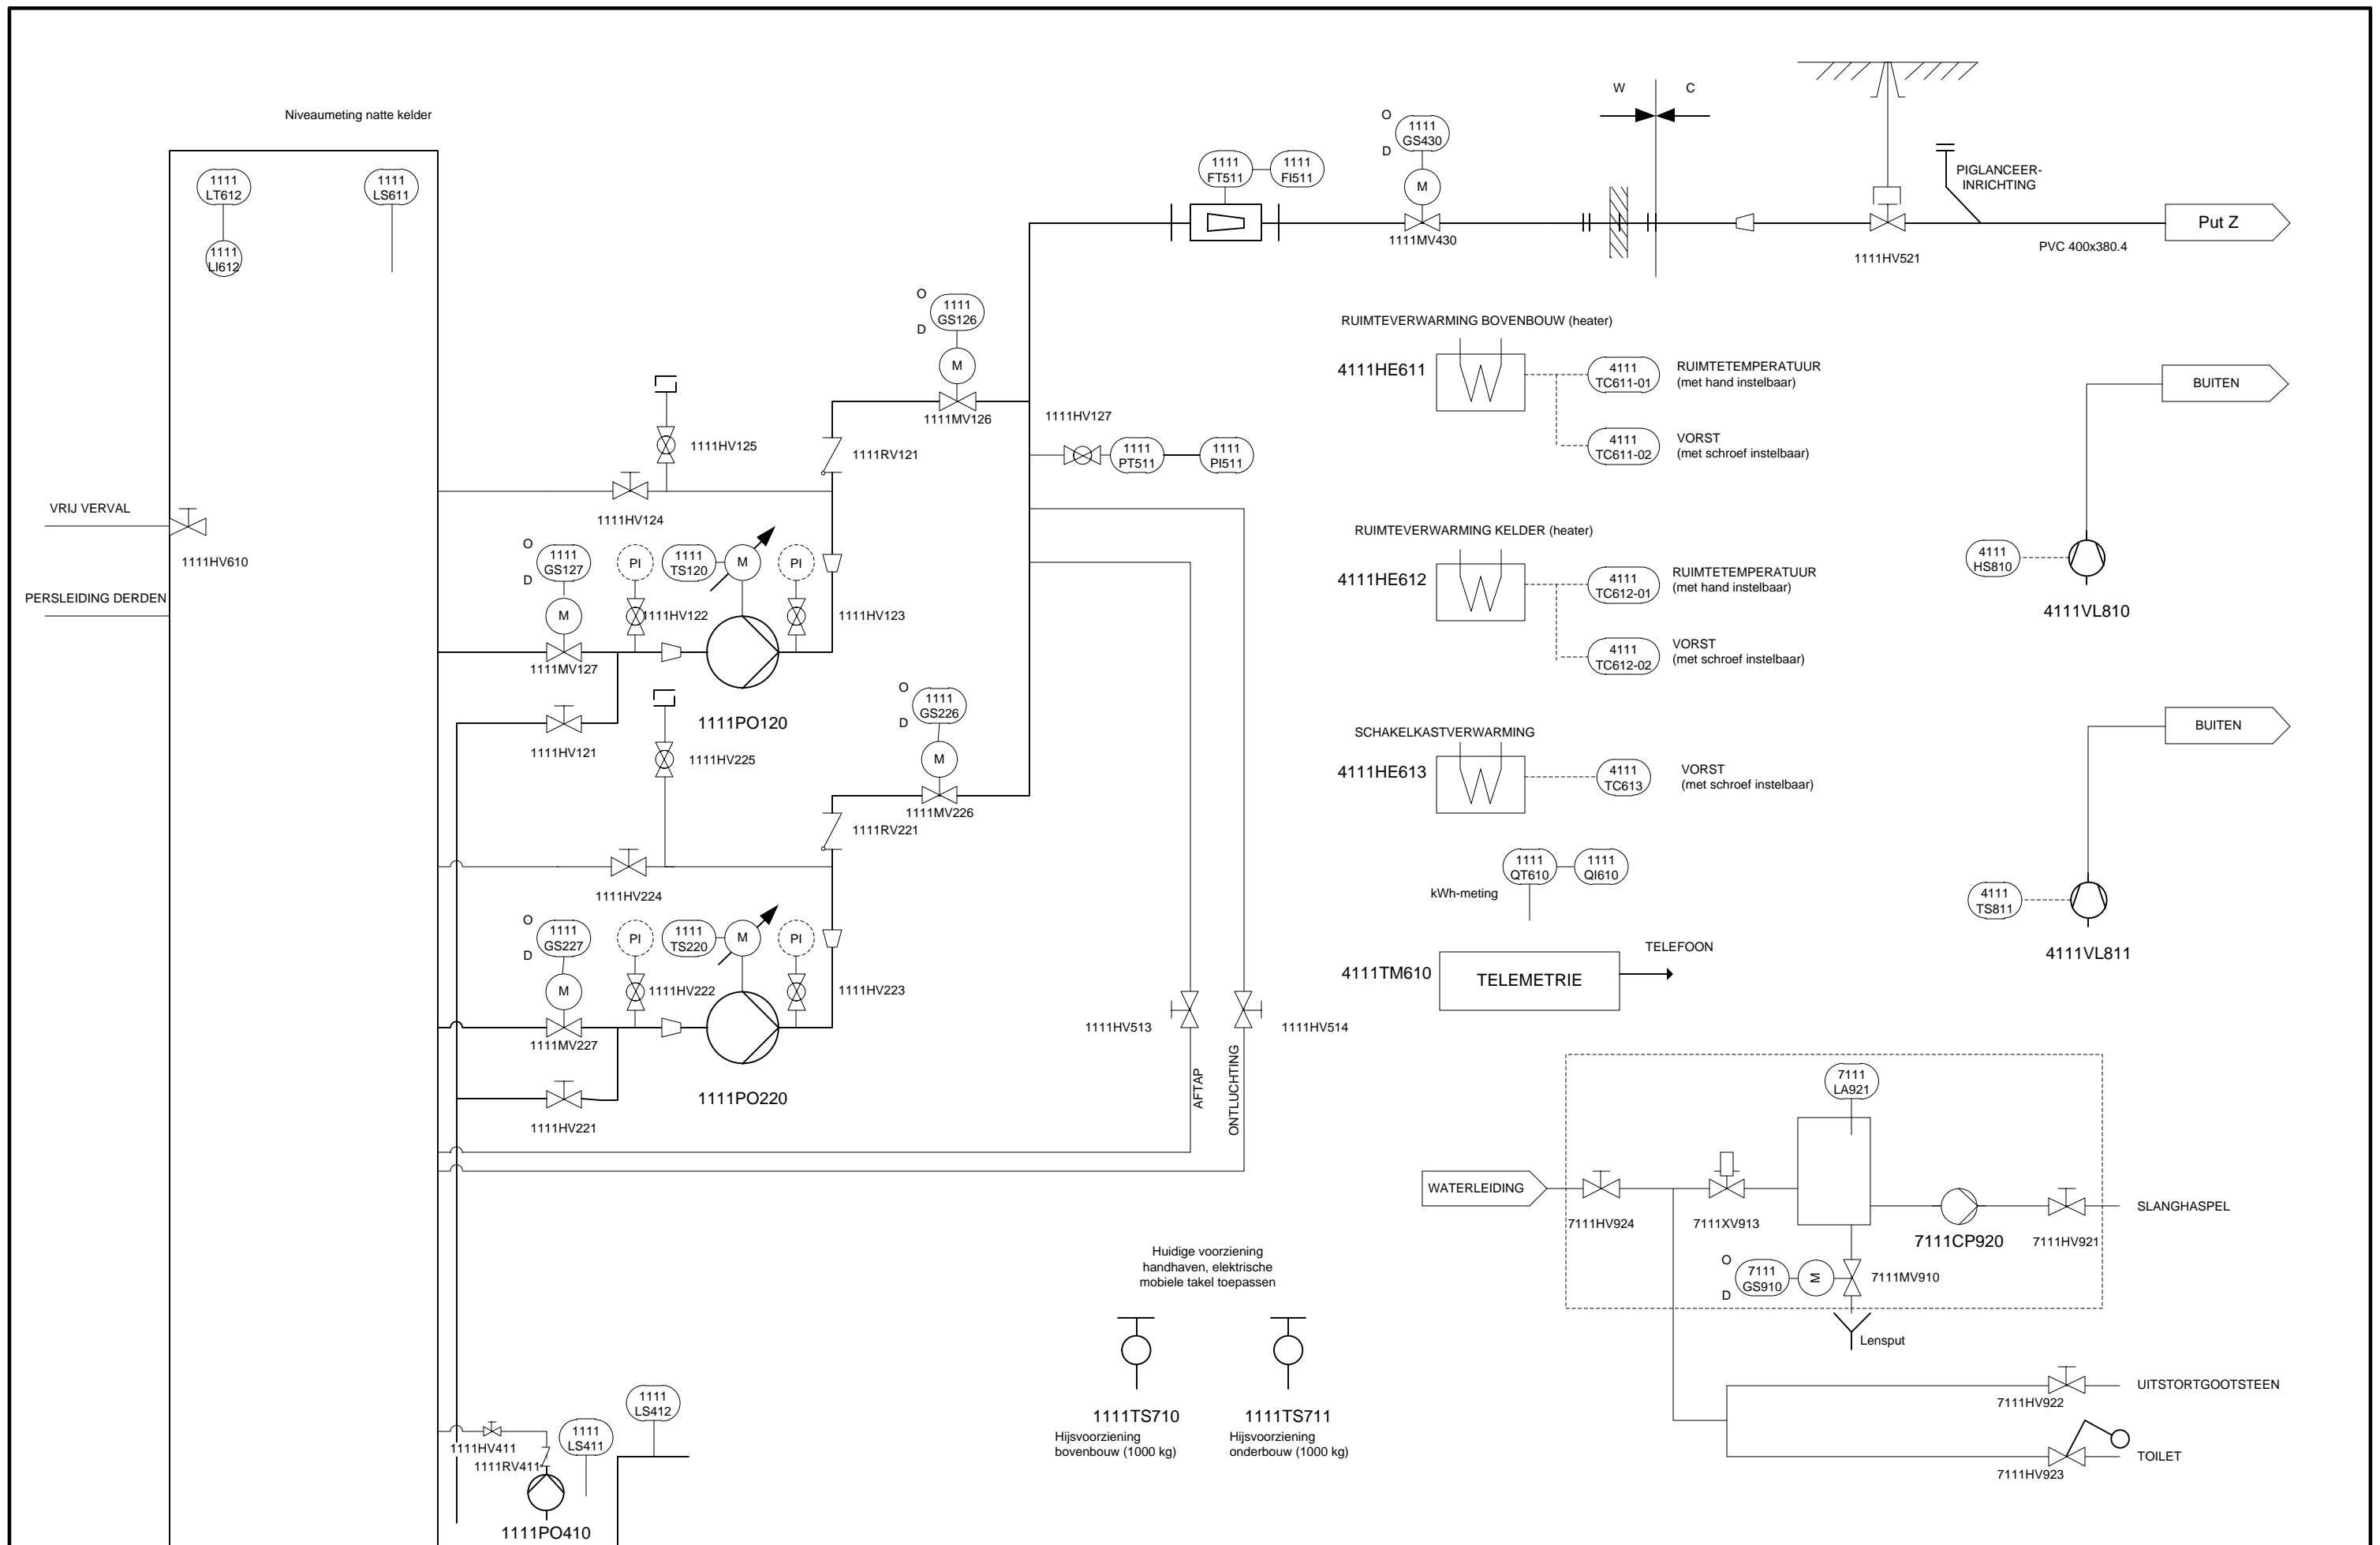 Niveaumeting natte kelder
1111
LT612
1111
LI612
1111
LS611
VRIJ VERVAL
1111HV610
PERSLEIDING DERDEN
1111HV125
1111HV124
O
D
1111
GS127
M
1111MV127
PI
1111HV122
1111
TS120
M
PI
1111HV123
1111PO120
1111HV121
1111RV121
O
D
1111
GS126
M
1111MV126
1111HV127
1111
PT511
1111
PI511
1111HV225
1111HV224
O
D
1111
GS226
M
1111MV226
1111RV221
O
D
1111
GS227
M
1111MV227
PI
1111HV222
1111
TS220
M
PI
1111HV223
1111PO220
1111HV221
1111HV513
1111HV514
AFTAP
ONTLUCHTING
1111HV411
1111RV411
1111PO410
1111
LS411
1111
LS412
1111
FT511
1111
FI511
O
D
1111
GS430
M
1111MV430
W
C
1111HV521
PIGLANCEER-
INRICHTING
PVC 400x380.4
Put Z
RUIMTEVERWARMING BOVENBOUW (heater)
4111HE611
4111
TC611-01
RUIMTETEMPERATUUR
(met hand instelbaar)
4111
TC611-02
VORST
(met schroef instelbaar)
RUIMTEVERWARMING KELDER (heater)
4111HE612
4111
TC612-01
RUIMTETEMPERATUUR
(met hand instelbaar)
4111
TC612-02
VORST
(met schroef instelbaar)
SCHAKELKASTVERWARMING
4111HE613
4111
TC613
VORST
(met schroef instelbaar)
BUITEN
4111
HS810
4111VL810
BUITEN
4111
TS811
4111VL811
1111
QT610
1111
QI610
kWh-meting
4111TM610
TELEMETRIE
TELEFOON
7111
LA921
WATERLEIDING
7111HV924
7111XV913
7111CP920
7111HV921
SLANGHASPEL
O
D
7111
GS910
M
7111MV910
Lensput
7111HV922
UITSTORTGOOTSTEEN
7111HV923
TOILET
Huidige voorziening
handhaven, elektrische
mobiele takel toepassen
1111TS710
Hijsvoorziening
bovenbouw (1000 kg)
1111TS711
Hijsvoorziening
onderbouw (1000 kg)